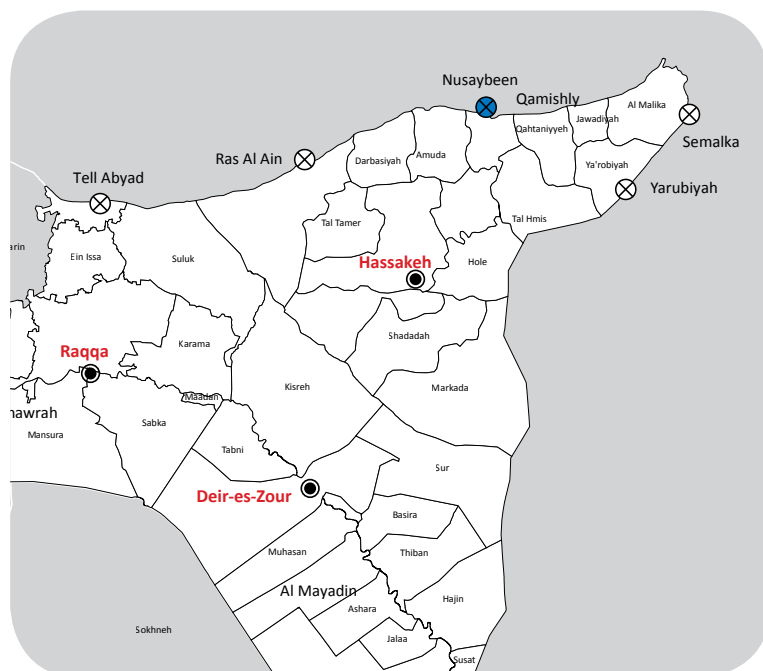 Nusaybeen
Qamishly
Al Malika
Jawadiyah
Qahtaniyyeh
Semalka
Ras Al Ain
Darbasiyah
Amuda
Ya'robiyah
Yarubiyah
Tell Abyad
Tal Tamer
Tal Hmis
arin
Ein Issa
Suluk
Hassakeh
Hole
Karama
Shadadah
Raqqa
Kisreh
Markada
Maadan
hawrah
Mansura
Sabka
Tabni
Sur
Deir-es-Zour
Basira
Muhasan
Thiban
Al Mayadin
Ashara
Hajin
Sokhneh
Jalaa
Susat